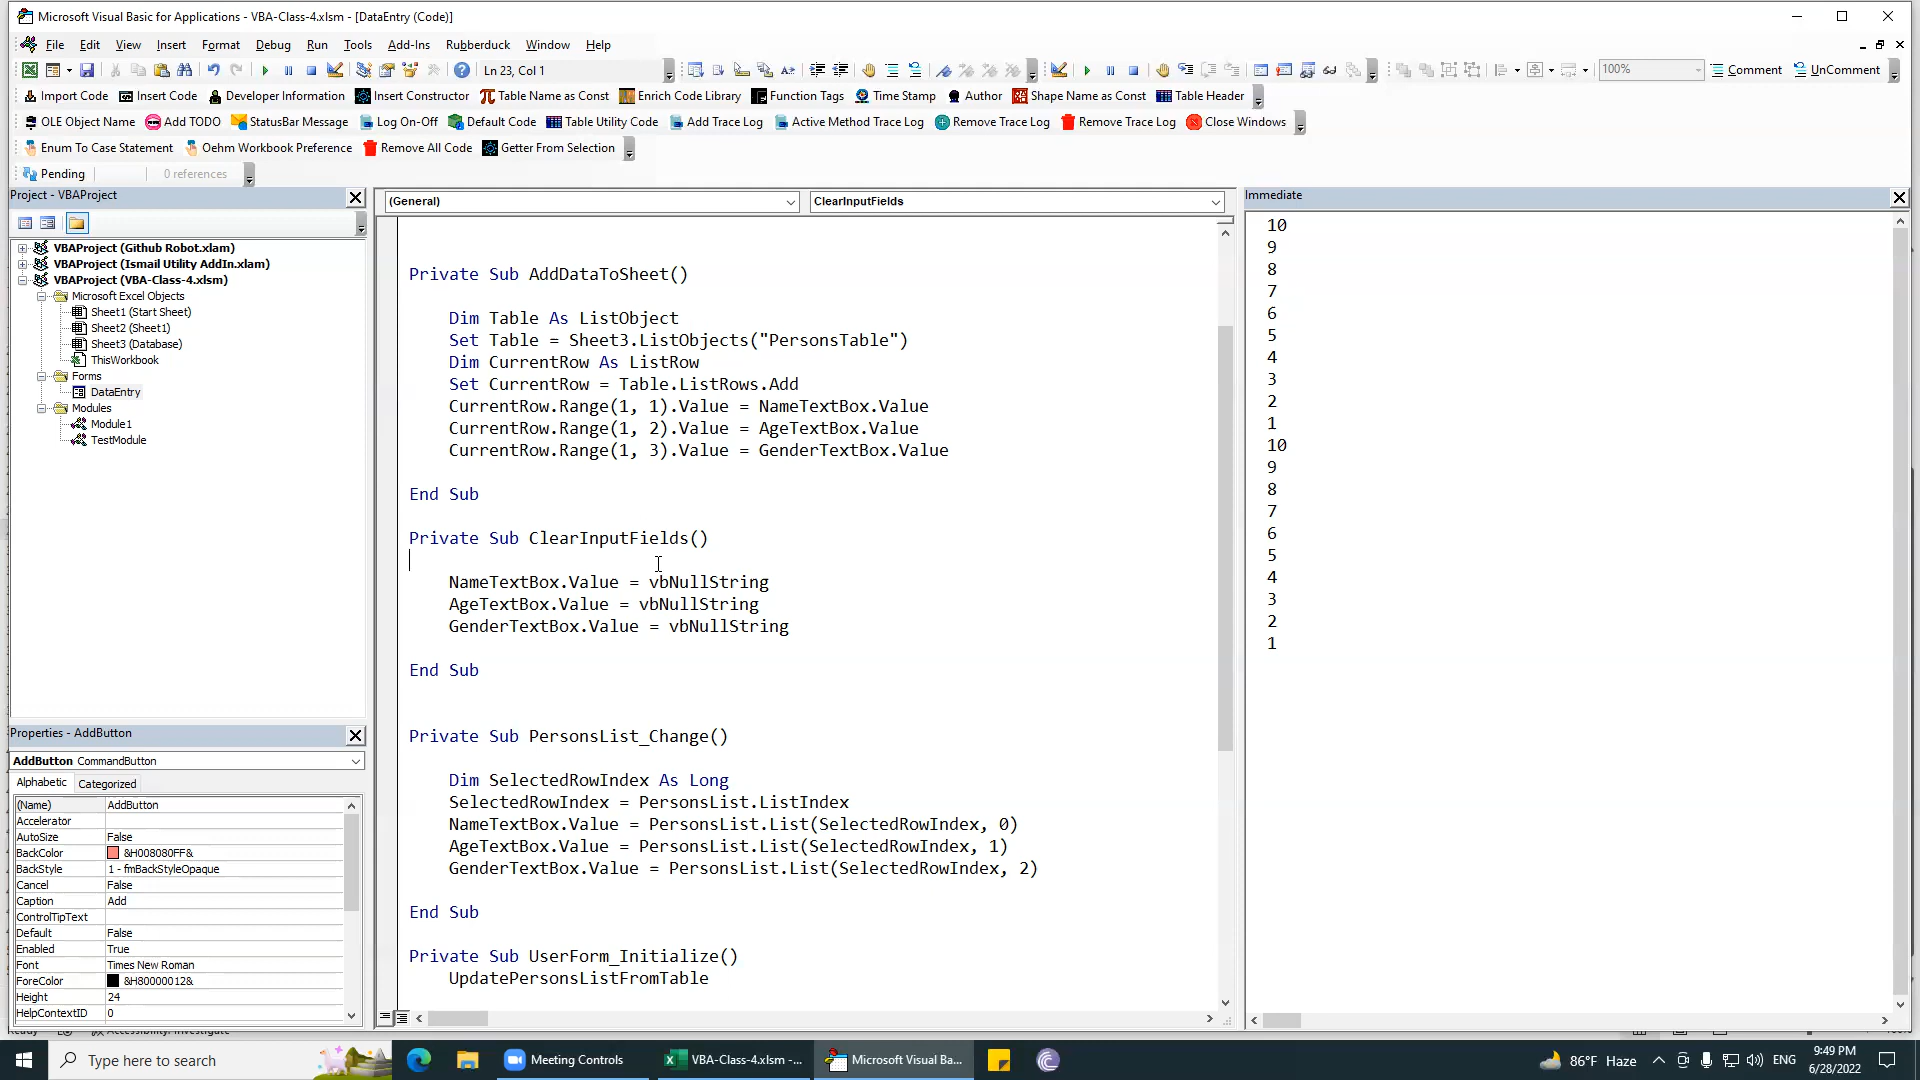 Microsoft Visual Basic for Applications - VBA-Class-4.xlsm - [DataEntry (Code)]
File Edit View Insert Format Debug Run Tools Add-Ins Rubberduck Window Help
Ln 23, Col 1
100%
Comment
UnComment
Import Code
Insert Code
Developer Information
Insert Constructor
Table Name as Const
Enrich Code Library
Function Tags
Time Stamp
Author
Shape Name as Const
Table Header
OLE Object Name
Add TODO
StatusBar Message
Log On-Off
Default Code
Table Utility Code
Add Trace Log
Active Method Trace Log
Remove Trace Log
Remove Trace Log
Close Windows
Enum To Case Statement
Oehm Workbook Preference
Remove All Code
Getter From Selection
Pending
0 references
Project - VBAProject
VBAProject (Github Robot.xlam)
VBAProject (Ismail Utility AddIn.xlam)
VBAProject (VBA-Class-4.xlsm)
Microsoft Excel Objects
Sheet1 (Start Sheet)
Sheet2 (Sheet1)
Sheet3 (Database)
ThisWorkbook
Forms
DataEntry
Modules
Module1
TestModule
Properties - AddButton
AddButton CommandButton
Alphabetic
Categorized
(Name) AddButton
Accelerator
AutoSize False
BackColor &H008080FF&
BackStyle 1 - fmBackStyleOpaque
Cancel False
Caption Add
ControlTipText
Default False
Enabled True
Font Times New Roman
ForeColor &H80000012&
Height 24
HelpContextID 0
(General)
ClearInputFields
Private Sub AddDataToSheet()
Dim Table As ListObject
Set Table = Sheet3.ListObjects("PersonsTable")
Dim CurrentRow As ListRow
Set CurrentRow = Table.ListRows.Add
CurrentRow.Range(1, 1).Value = NameTextBox.Value
CurrentRow.Range(1, 2).Value = AgeTextBox.Value
CurrentRow.Range(1, 3).Value = GenderTextBox.Value
End Sub
Private Sub ClearInputFields()
NameTextBox.Value = vbNullString
AgeTextBox.Value = vbNullString
GenderTextBox.Value = vbNullString
End Sub
Private Sub PersonsList_Change()
Dim SelectedRowIndex As Long
SelectedRowIndex = PersonsList.ListIndex
NameTextBox.Value = PersonsList.List(SelectedRowIndex, 0)
AgeTextBox.Value = PersonsList.List(SelectedRowIndex, 1)
GenderTextBox.Value = PersonsList.List(SelectedRowIndex, 2)
End Sub
Private Sub UserForm_Initialize()
UpdatePersonsListFromTable
Immediate
10
9
8
7
6
5
4
3
2
1
10
9
8
7
6
5
4
3
2
1
Type here to search
Meeting Controls
VBA-Class-4.xlsm -...
Microsoft Visual Ba...
86°F Haze
ENG
9:49 PM
6/28/2022